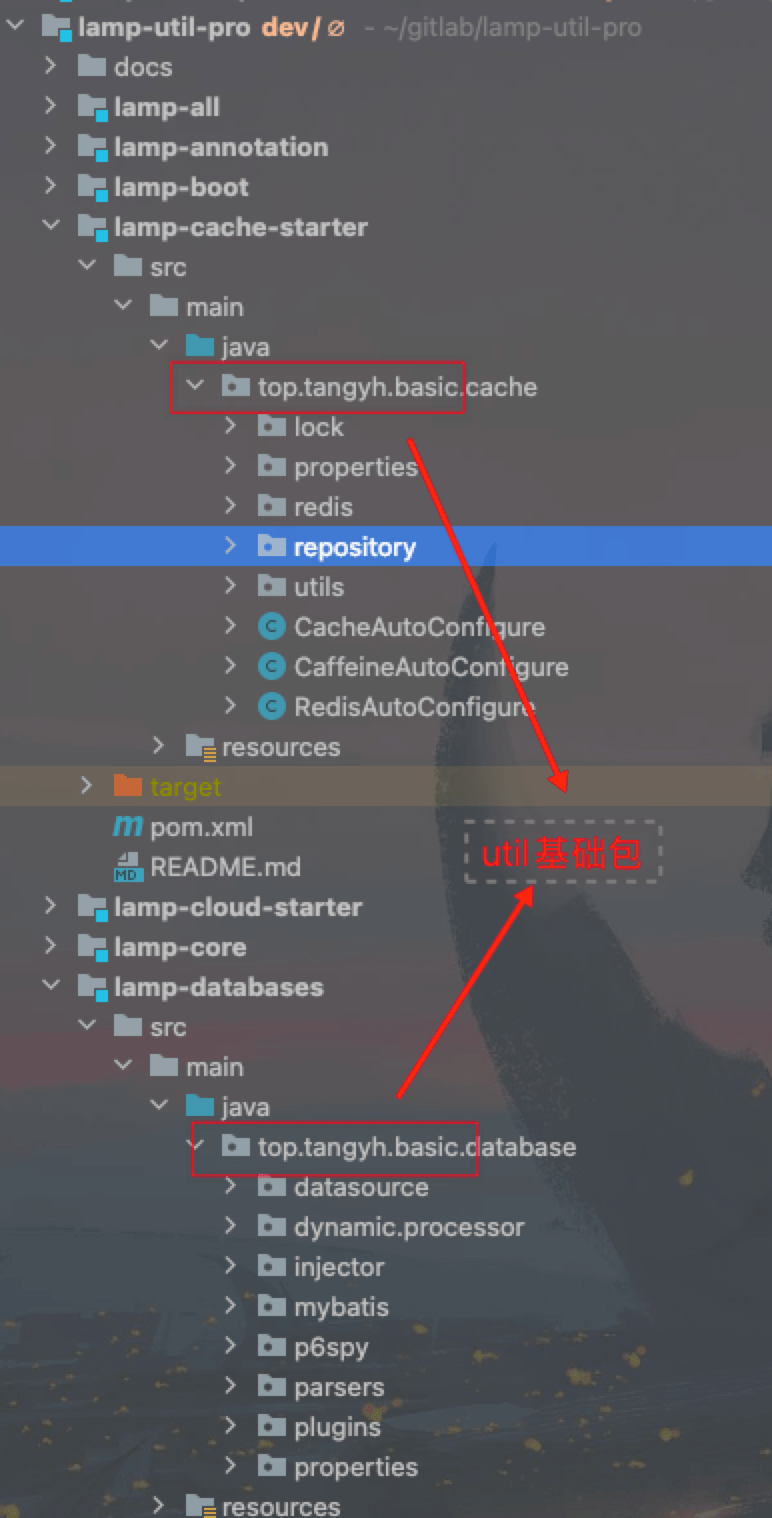 lamp-util-pro dev/∅ - ~/gitlab/lamp-util-pro
docs
lamp-all
lamp-annotation
lamp-boot
lamp-cache-starter
src
main
java
top.tangyh.basic.cache
lock
properties
redis
repository
utils
C CacheAutoConfigure
C CaffeineAutoConfigure
C RedisAutoConfigure
resources
target
m pom.xml
util基础包
MD README.md
lamp-cloud-starter
lamp-core
lamp-databases
src
main
java
top.tangyh.basic.database
datasource
dynamic.processor
injector
mybatis
p6spy
parsers
plugins
properties
resources